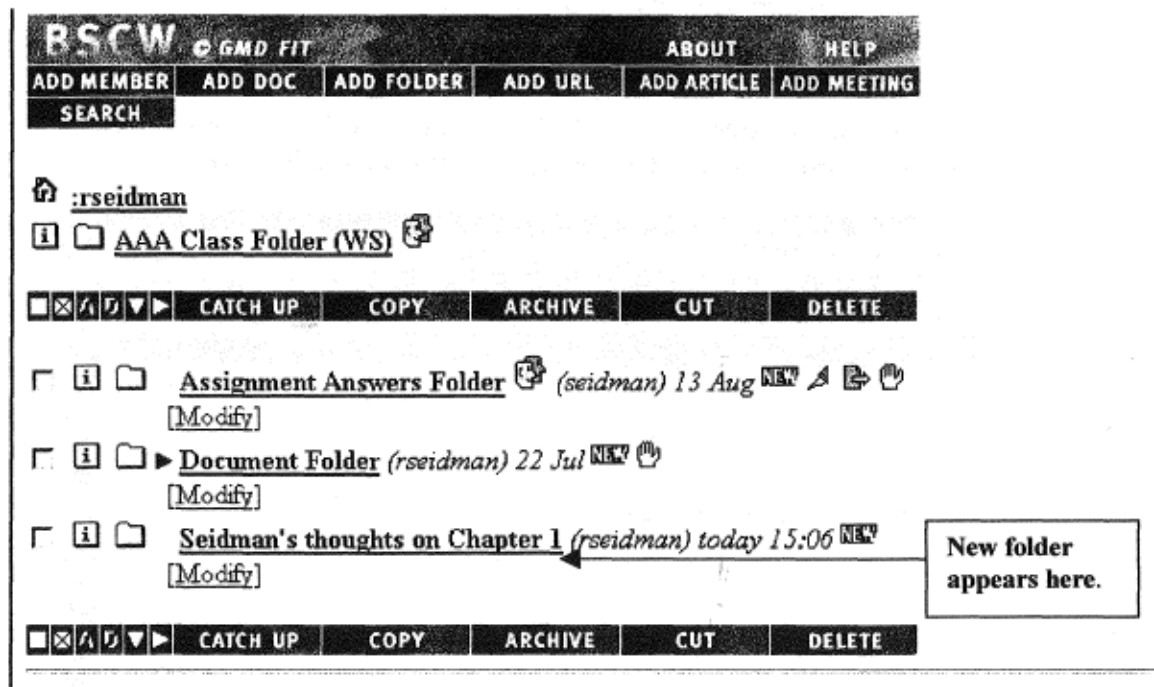 BSCW © GMD FIT ABOUT HELP
ADD MEMBER ADD DOC ADD FOLDER ADD URL ADD ARTICLE ADD MEETING
SEARCH
:rseidman
i AAA Class Folder (WS)
CATCH UP COPY ARCHIVE CUT DELETE
i Assignment Answers Folder (seidman) 13 Aug NEW
[Modify]
i Document Folder (rseidman) 22 Jul NEW
[Modify]
i Seidman's thoughts on Chapter 1 (rseidman) today 15:06 NEW
[Modify]
New folder
appears here.
CATCH UP COPY ARCHIVE CUT DELETE